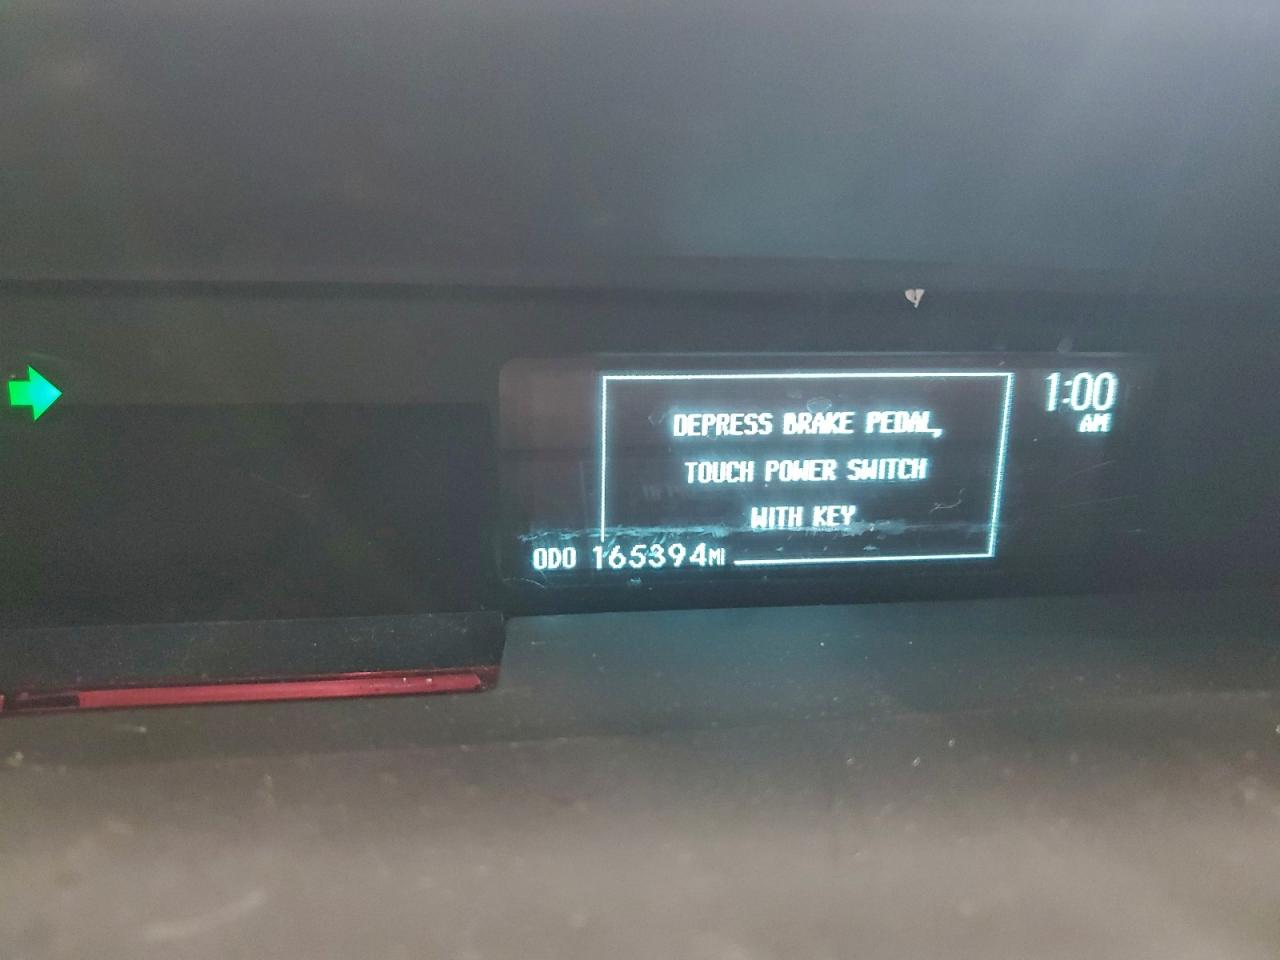 DEPRESS BRAKE PEDAL,
TOUCH POWER SWITCH
WITH KEY
1:00
AM
ODO 165394MI